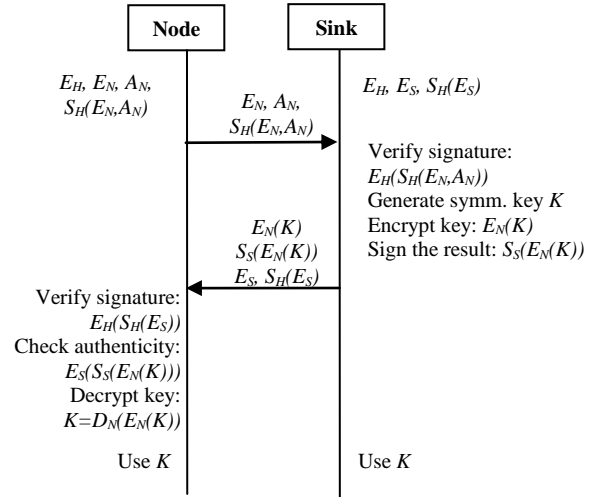 Node
Sink
E_H, E_N, A_N,
S_H(E_N,A_N)
E_N, A_N,
S_H(E_N,A_N)
E_H, E_S, S_H(E_S)
Verify signature:
E_H(S_H(E_N,A_N))
Generate symm. key K
Encrypt key: E_N(K)
Sign the result: S_S(E_N(K))
E_N(K)
S_S(E_N(K))
E_S, S_H(E_S)
Verify signature:
E_H(S_H(E_S))
Check authenticity:
E_S(S_S(E_N(K)))
Decrypt key:
K=D_N(E_N(K))
Use K
Use K